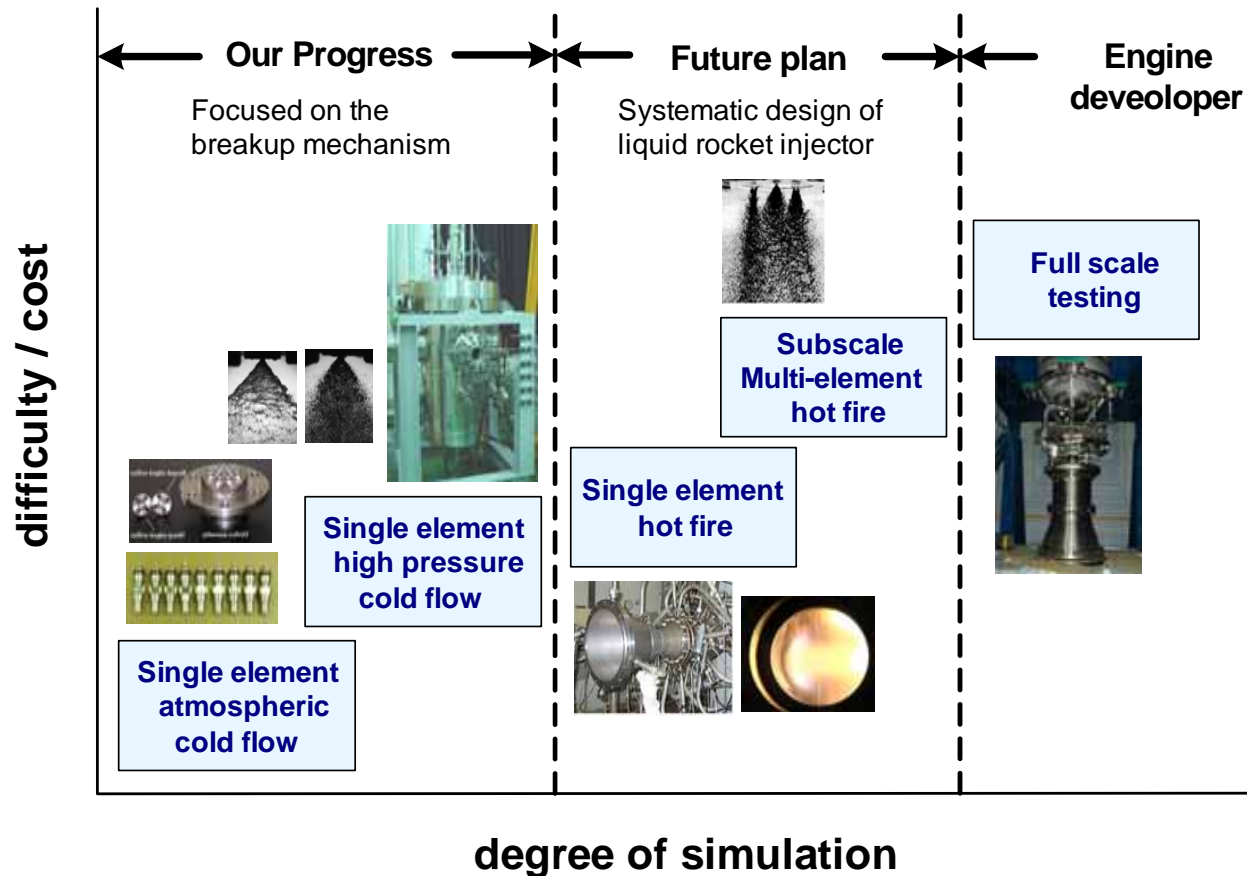 Our Progress
Focused on the
breakup mechanism
Future plan
Systematic design of
liquid rocket injector
Engine
deveoloper
difficulty / cost
Full scale
testing
Subscale
Multi-element
hot fire
Single element
hot fire
Single element
high pressure
cold flow
Single element
atmospheric
cold flow
degree of simulation